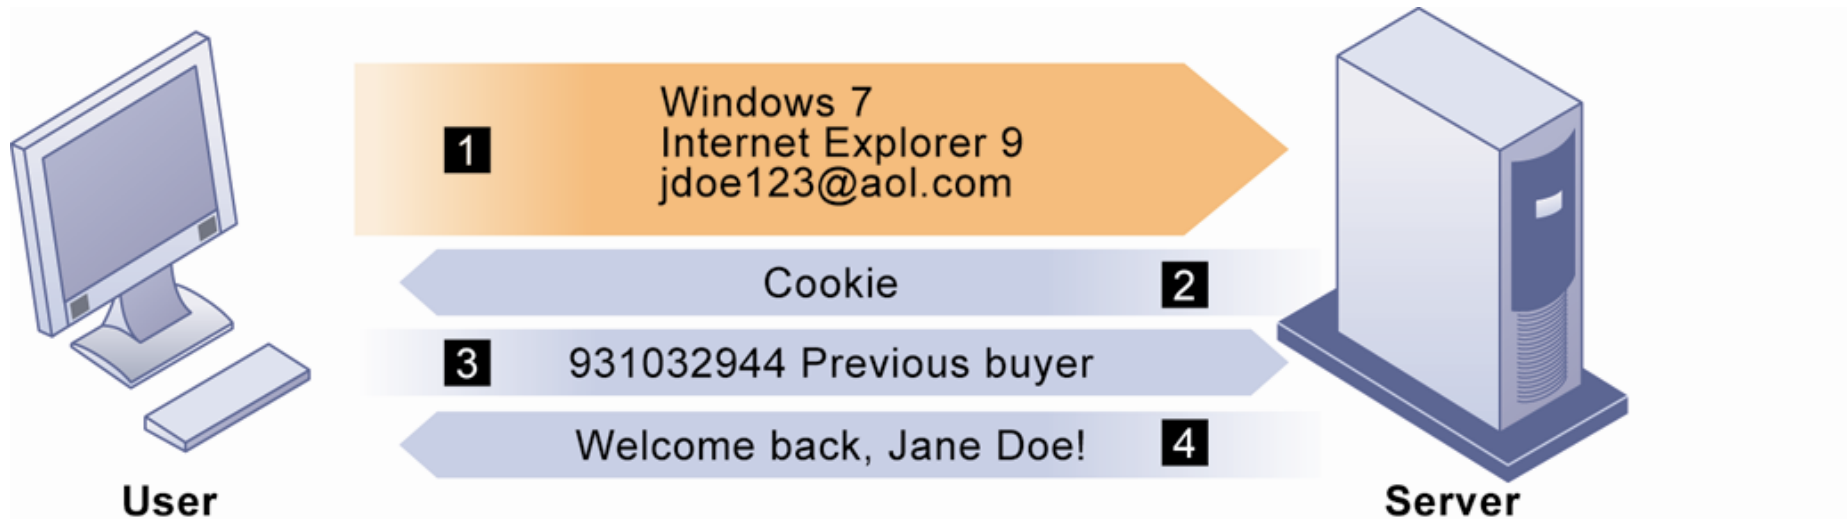 1
Windows 7
Internet Explorer 9
jdoe123@aol.com
Cookie 2
3 931032944 Previous buyer
Welcome back, Jane Doe! 4
User
Server